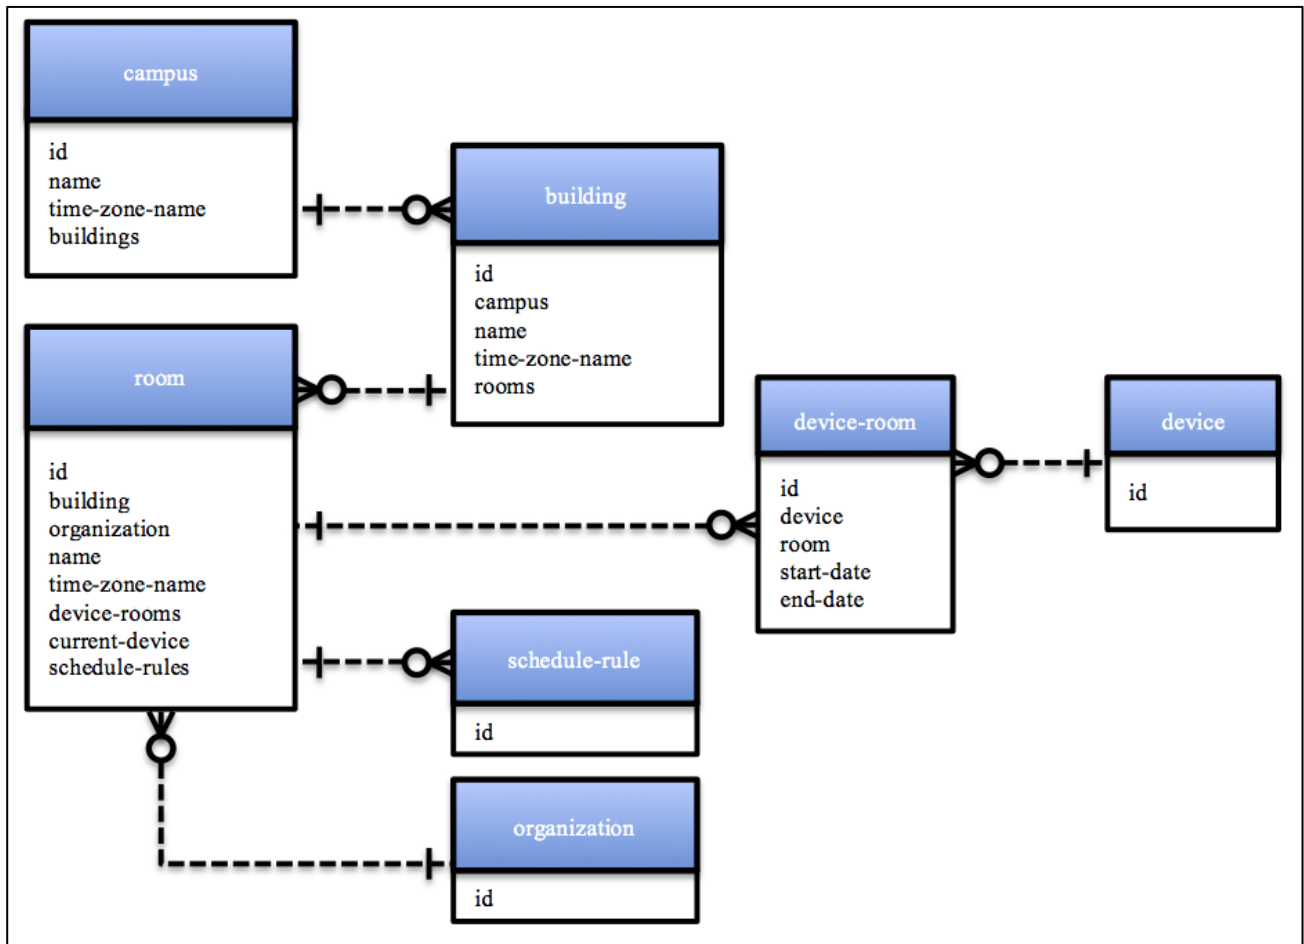 campus
id
name
time-zone-name
buildings
building
id
campus
name
time-zone-name
rooms
room
id
building
organization
name
time-zone-name
device-rooms
current-device
schedule-rules
device-room
id
device
room
start-date
end-date
device
id
schedule-rule
id
organization
id